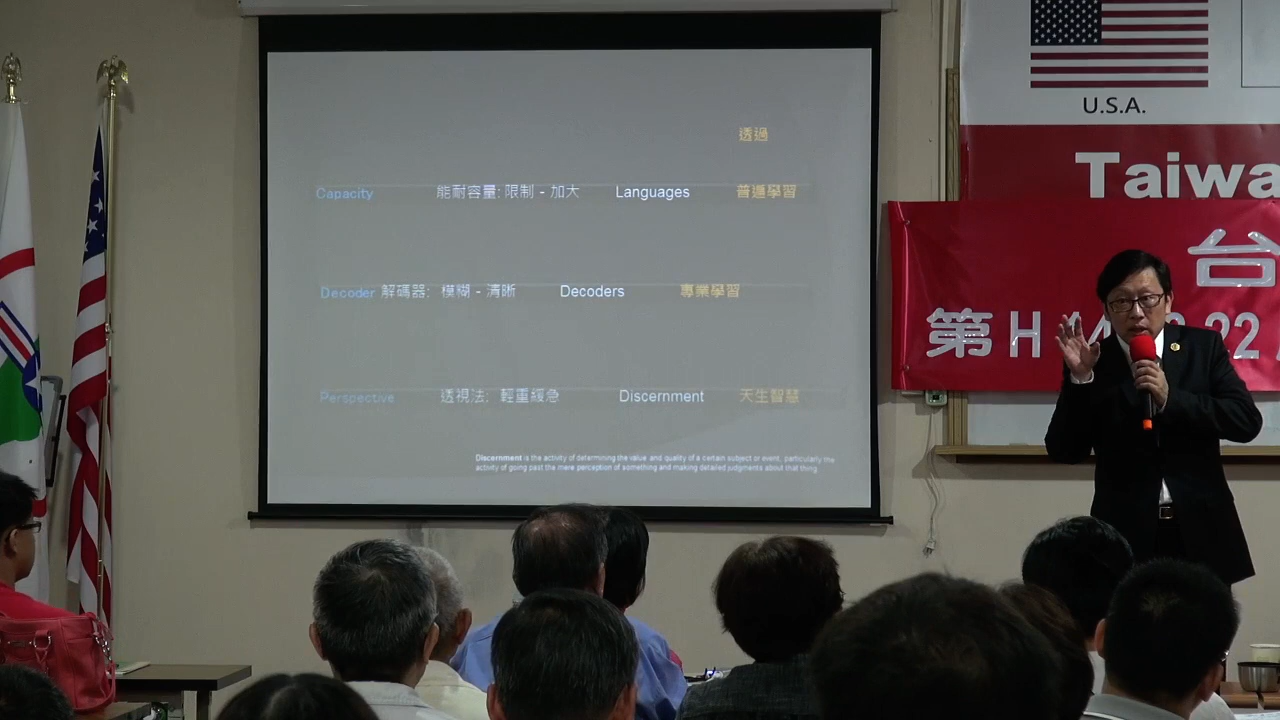 透過
Capacity 能耐容量: 限制 - 加大 Languages 普遍學習
Decoder 解碼器: 模糊 - 清晰 Decoders 專業學習
Perspective 透視法: 輕重緩急 Discernment 天生智慧
Discernment is the activity of determining the value and quality of a certain subject or event, particularly the
activity of going past the mere perception of something and making detailed judgments about that thing
U.S.A.
Taiwa
台
第H 22